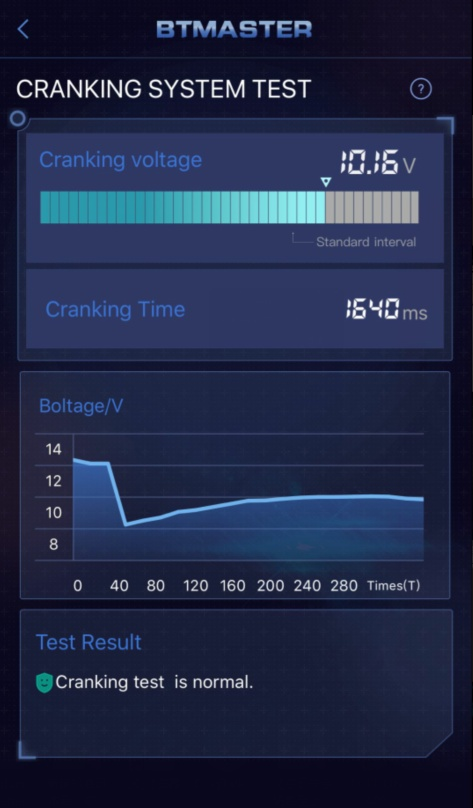 BTMASTER
CRANKING SYSTEM TEST ?
Cranking voltage 10.16 V
Standard interval
Cranking Time 1640 ms
Boltage/V
14
12
10
8
0 40 80 120 160 200 240 280 Times(T)
Test Result
Cranking test is normal.